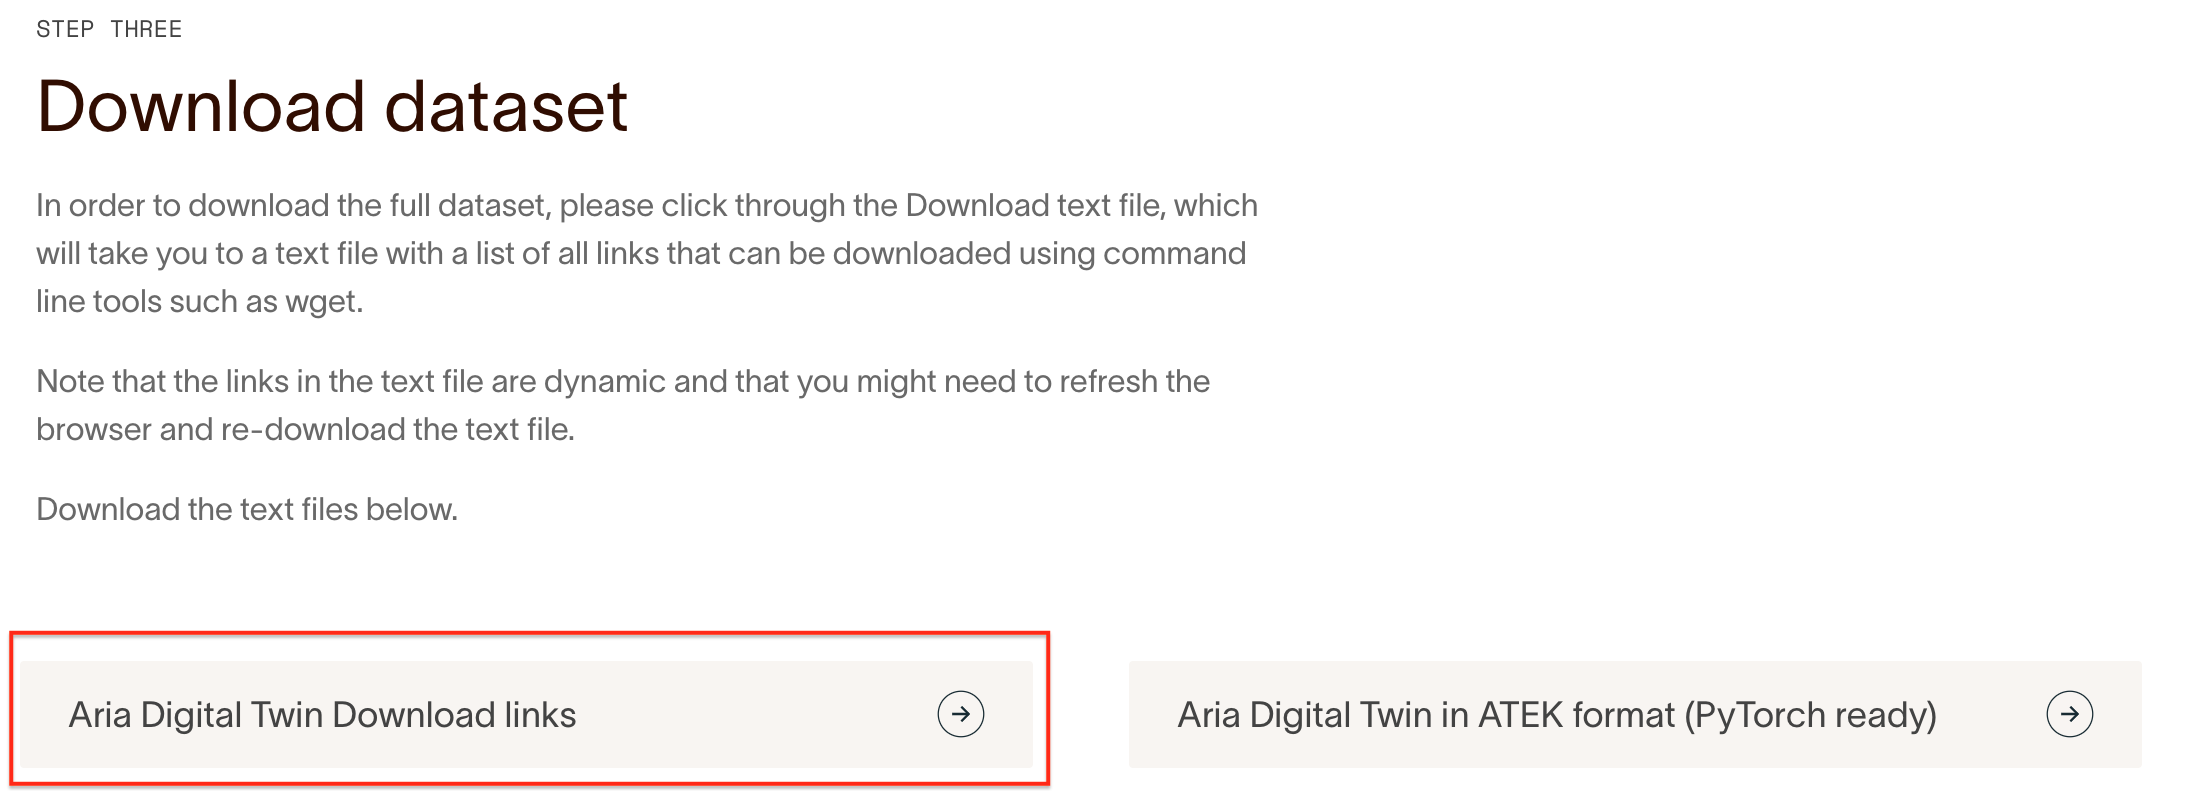 STEP THREE
Download dataset
In order to download the full dataset, please click through the Download text file, which
will take you to a text file with a list of all links that can be downloaded using command
line tools such as wget.
Note that the links in the text file are dynamic and that you might need to refresh the
browser and re-download the text file.
Download the text files below.
Aria Digital Twin Download links
Aria Digital Twin in ATEK format (PyTorch ready)